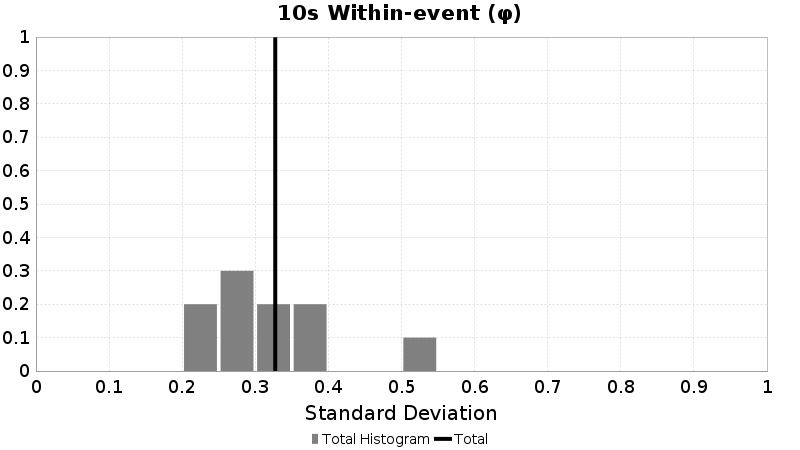 10s Within-event (φ)
1
0.9
0.8
0.7
0.6
0.5
0.4
0.3
0.2
0.1
0
0 0.1 0.2 0.3 0.4 0.5 0.6 0.7 0.8 0.9 1
Standard Deviation
Total Histogram Total